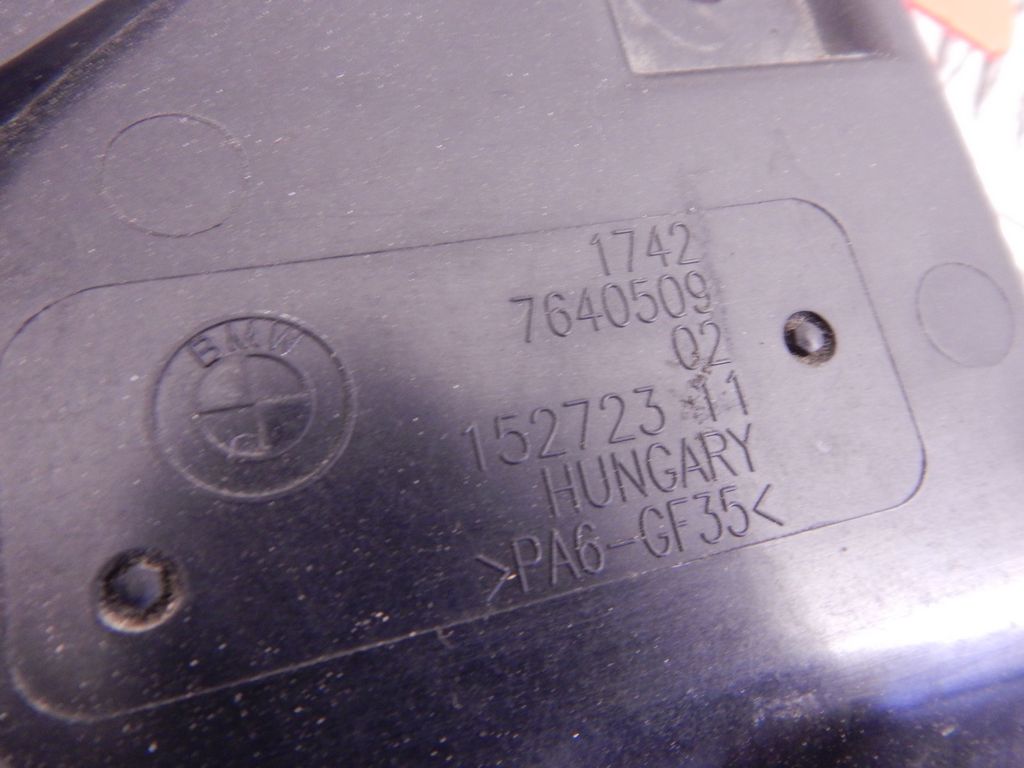 BMW
1742
7640509
02
152723 11
HUNGARY
>PA6-GF35<